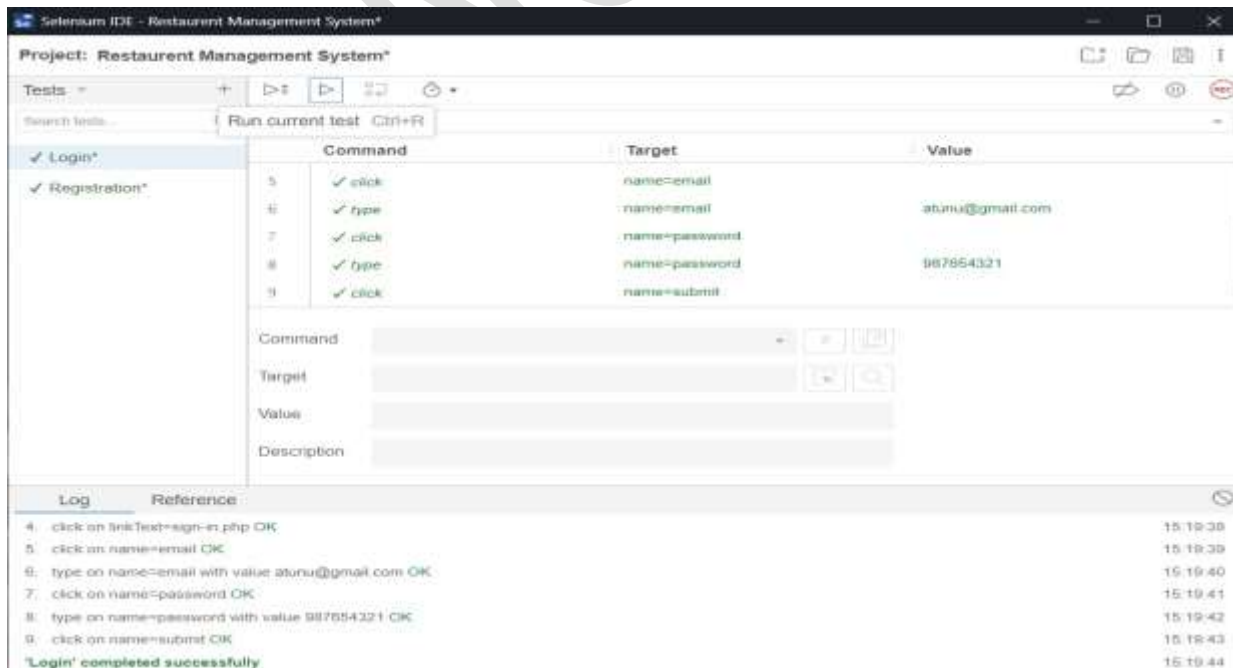 Selenium IDE - Restaurent Management System*
Project: Restaurent Management System*
Tests
Search tests...
Run current test Ctrl+R
Command Target Value
✓ Login*
✓ Registration*
5 ✓ click name=email
6 ✓ type name=email atunu@gmail.com
7 ✓ click name=password
8 ✓ type name=password 987654321
9 ✓ click name=submit
Command
Target
Value
Description
Log Reference
4. click on linkText=sign-in.php OK 15:19:38
5. click on name=email OK 15:19:39
6. type on name=email with value atunu@gmail.com OK 15:19:40
7. click on name=password OK 15:19:41
8. type on name=password with value 987654321 OK 15:19:42
9. click on name=submit OK 15:19:43
'Login' completed successfully 15:19:44